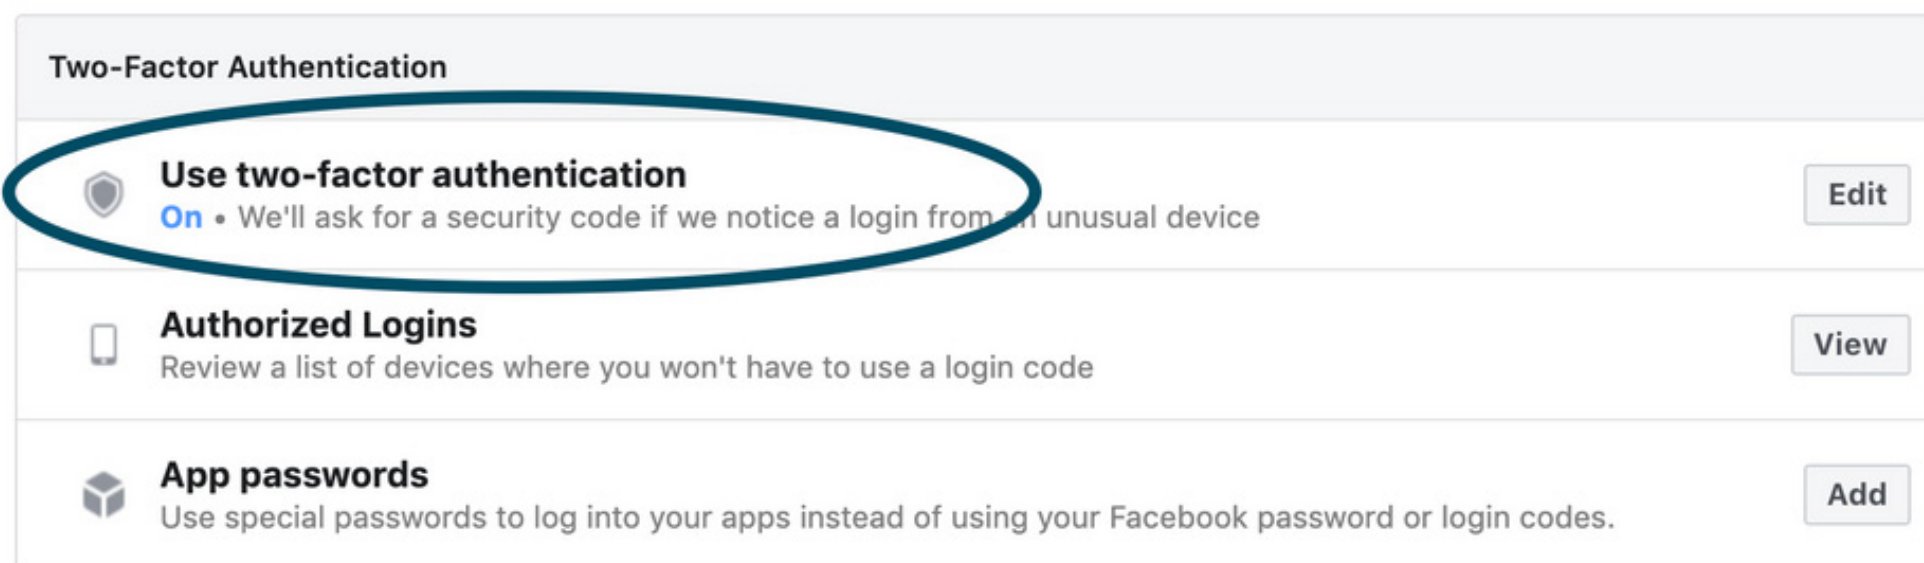 Two-Factor Authentication
Use two-factor authentication
On • We'll ask for a security code if we notice a login from an unusual device
Edit
Authorized Logins
Review a list of devices where you won't have to use a login code
View
App passwords
Use special passwords to log into your apps instead of using your Facebook password or login codes.
Add